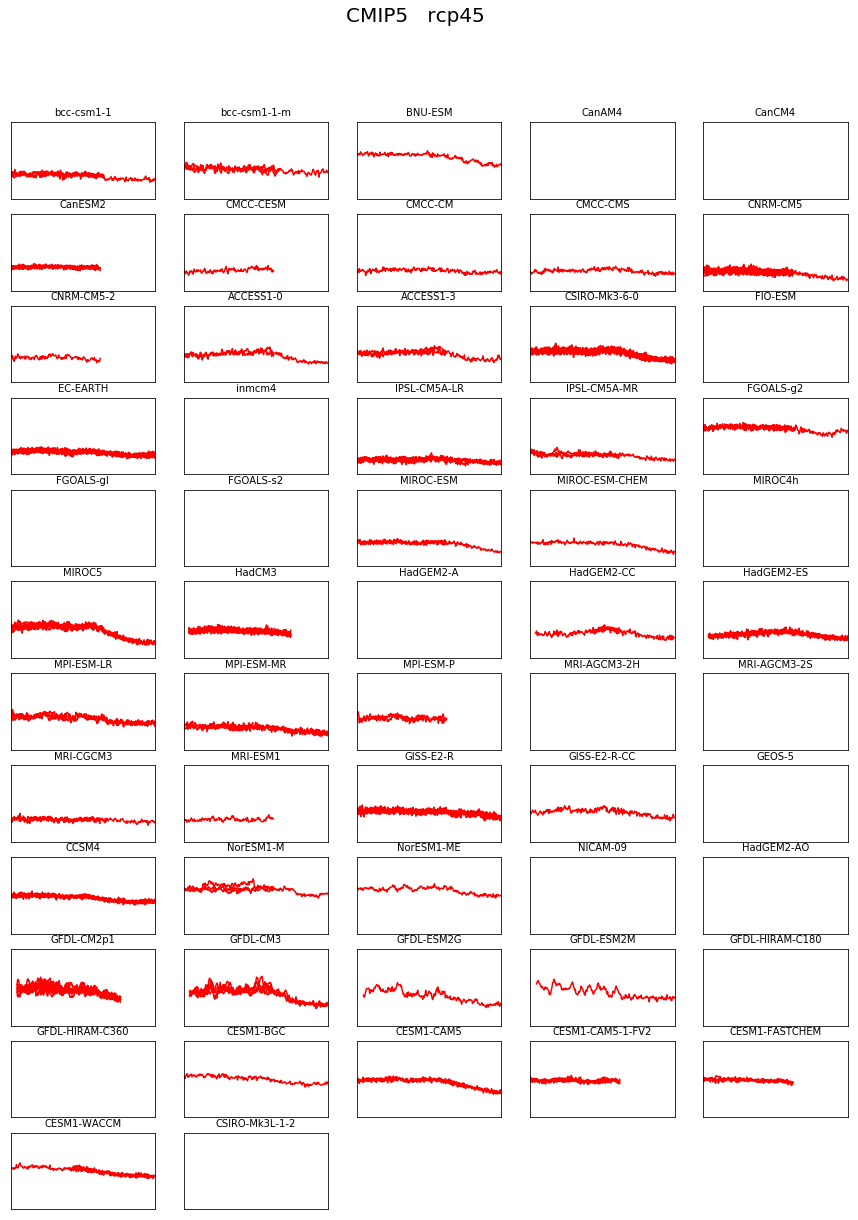 CMIP5 rcp45
bcc-csm1-1 bcc-csm1-1-m BNU-ESM CanAM4 CanCM4
CanESM2 CMCC-CESM CMCC-CM CMCC-CMS CNRM-CM5
CNRM-CM5-2 ACCESS1-0 ACCESS1-3 CSIRO-Mk3-6-0 FIO-ESM
EC-EARTH inmcm4 IPSL-CM5A-LR IPSL-CM5A-MR FGOALS-g2
FGOALS-gl FGOALS-s2 MIROC-ESM MIROC-ESM-CHEM MIROC4h
MIROC5 HadCM3 HadGEM2-A HadGEM2-CC HadGEM2-ES
MPI-ESM-LR MPI-ESM-MR MPI-ESM-P MRI-AGCM3-2H MRI-AGCM3-2S
MRI-CGCM3 MRI-ESM1 GISS-E2-R GISS-E2-R-CC GEOS-5
CCSM4 NorESM1-M NorESM1-ME NICAM-09 HadGEM2-AO
GFDL-CM2p1 GFDL-CM3 GFDL-ESM2G GFDL-ESM2M GFDL-HIRAM-C180
GFDL-HIRAM-C360 CESM1-BGC CESM1-CAM5 CESM1-CAM5-1-FV2 CESM1-FASTCHEM
CESM1-WACCM CSIRO-Mk3L-1-2